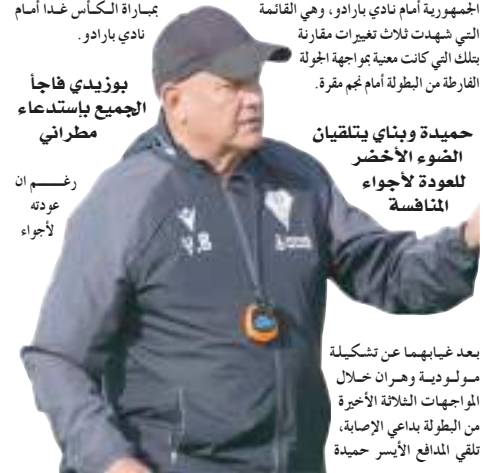 الجمهورية أمام نادي بارادو، وهي القائمة
التي شهدت ثلاث تغييرات مقارنة
بتلك التي كانت معنية بمواجهة الجولة
الفارطة من البطولة أمام نجم مقرة.
حميدة وبناي يتلقيان
الضوء الأخضر
للعودة لأجواء
المنافسة
بعد غيابهما عن تشكيلة
مولودية وهران خلال
المواجهات الثلاثة الأخيرة
من البطولة بداعي الإصابة،
تلقي المدافع الأيسر حميدة
بمباراة الكأس غدا أمام
نادي بارادو.
بوزيدي فاجأ
الجميع بإستدعاء
مطراني
رغم ان
عودته
لأجواء